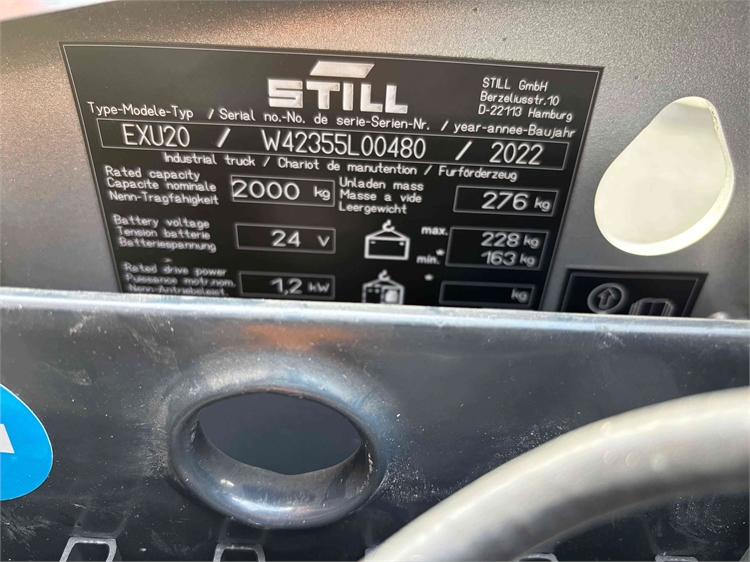 STILL
STILL GmbH
Berzeliusstr.10
D-22113 Hamburg
Type-Modele-Typ / Serial no.-No. de serie-Serien-Nr. / year-annee-Baujahr
EXU20 / W42355L00480 / 2022
Industrial truck / Chariot de manutention / Furförderzeug
Rated capacity
Capacite nominale
Nenn-Tragfähigkeit
2000 kg
Unladen mass
Masse a vide
Leergewicht
276 kg
Battery voltage
Tension batterie
Batteriespannung
24 V
max. 228 kg
min. * 163 kg
Rated drive power
Puissance motr.nom.
Nenn-Antriebsleist.
1,2 kW
* kg